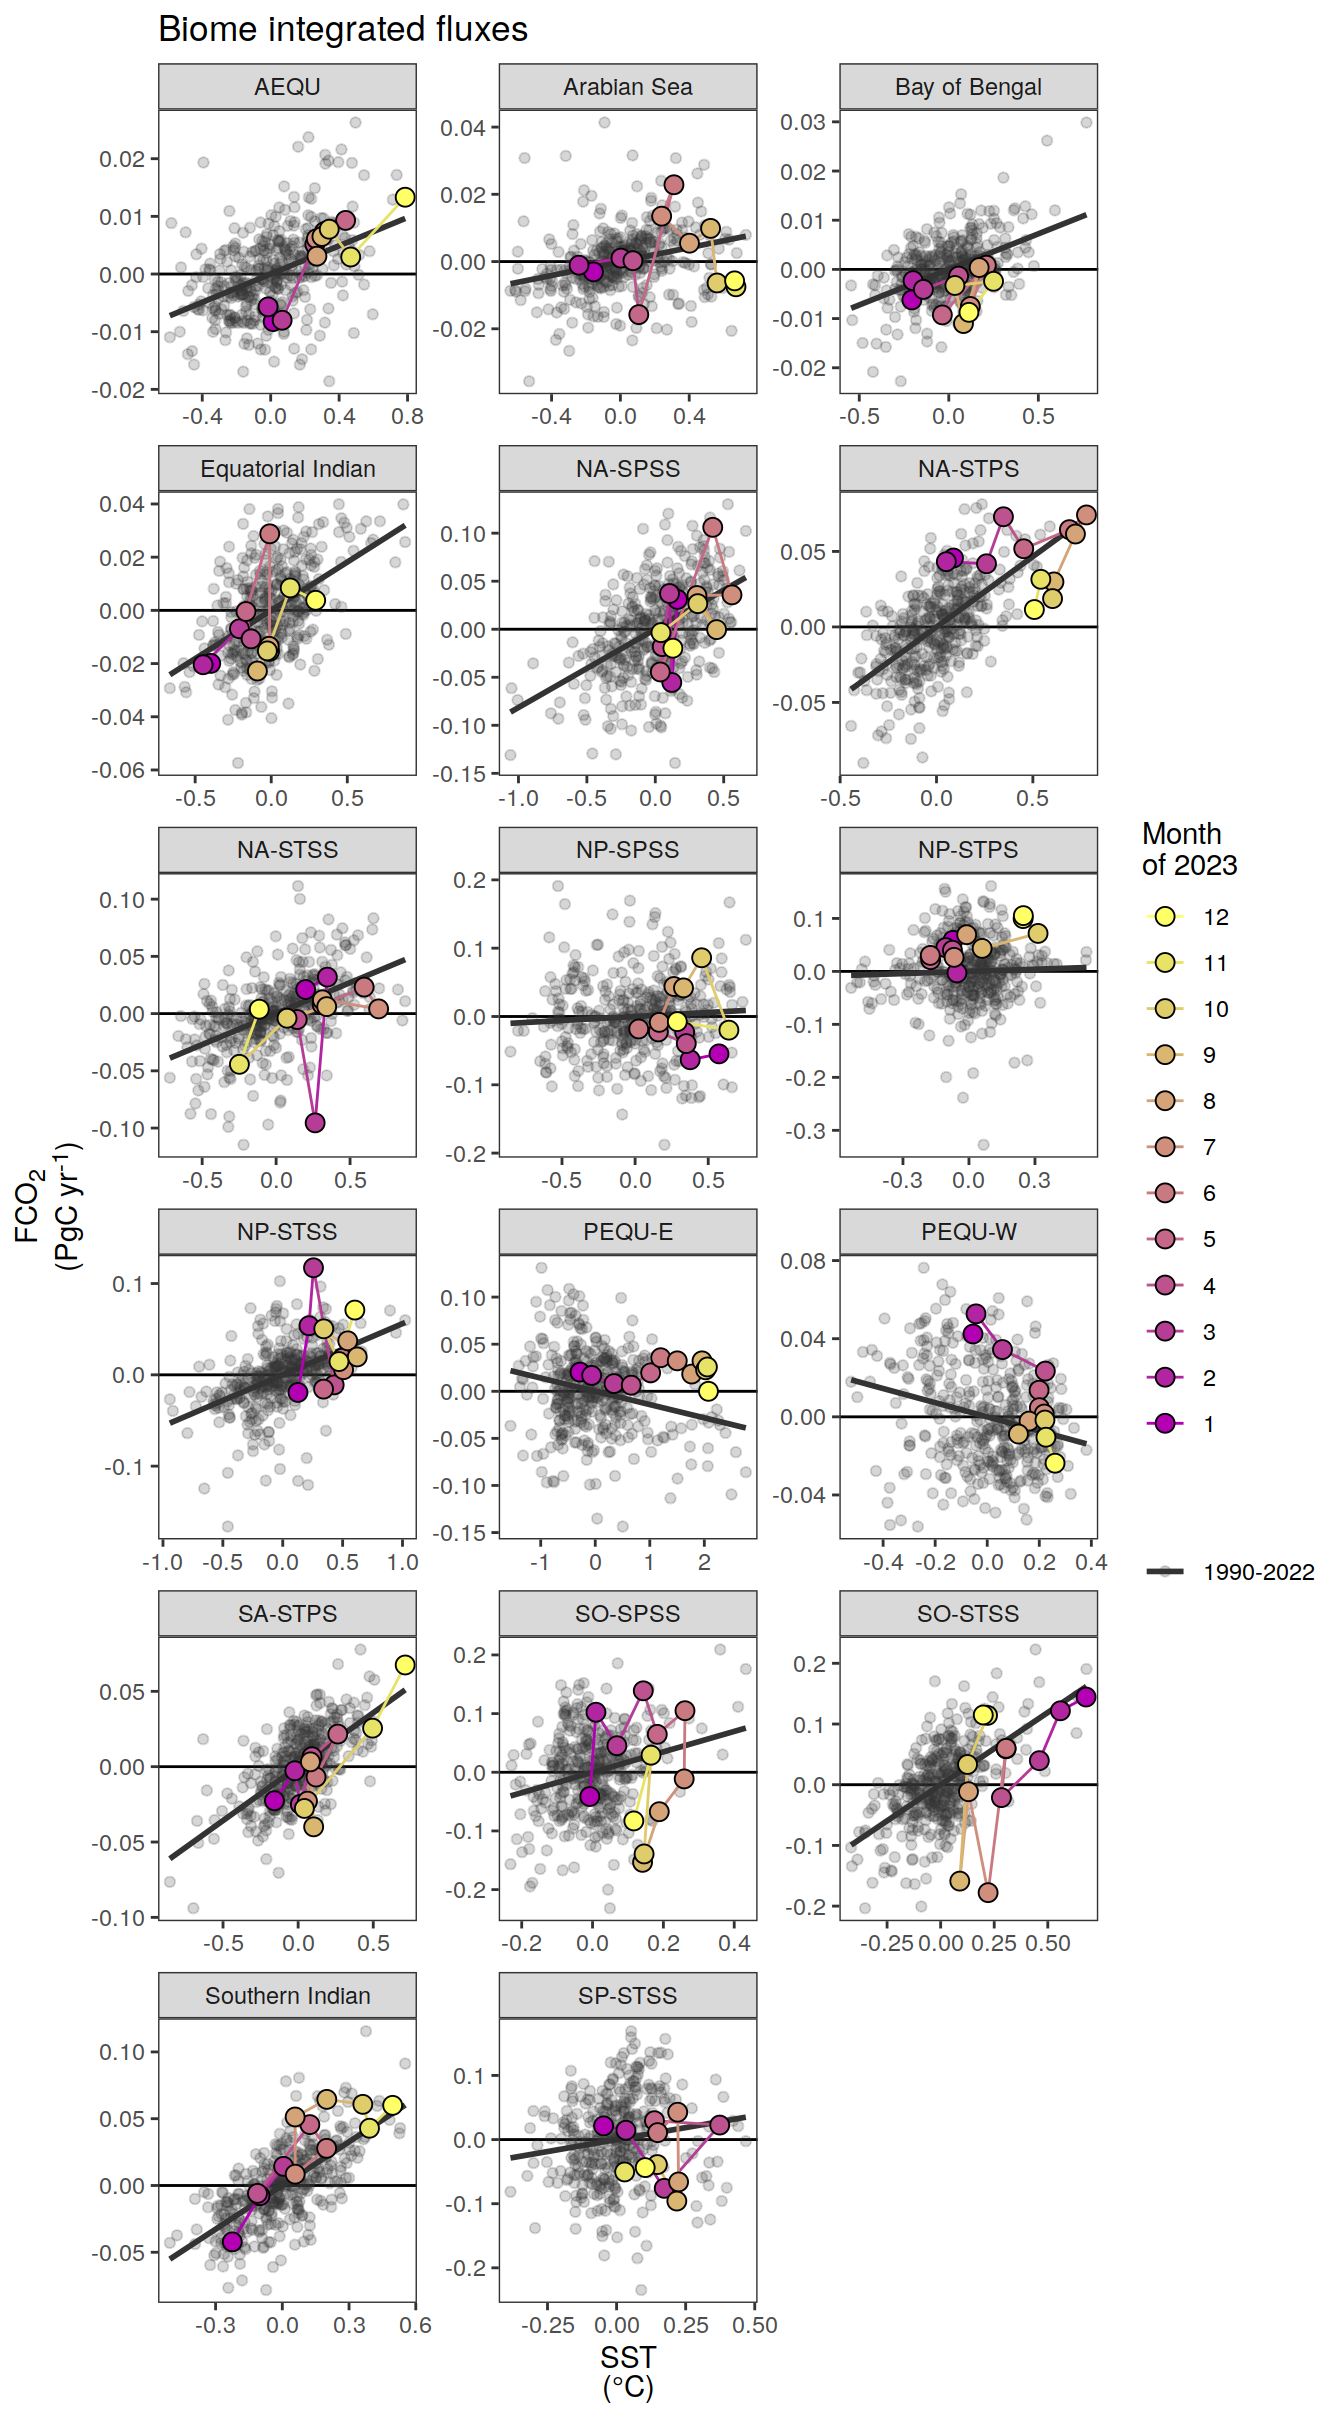 Biome integrated fluxes
AEQU
Arabian Sea
Bay of Bengal
0.02
0.01
0.00
-0.01
-0.02
0.04
0.02
0.00
-0.02
0.03
0.02
0.01
0.00
-0.01
-0.02
-0.4 0.0 0.4 0.8
-0.4 0.0 0.4
-0.5 0.0 0.5
Equatorial Indian
NA-SPSS
NA-STPS
0.04
0.02
0.00
-0.02
-0.04
-0.06
0.10
0.05
0.00
-0.05
-0.10
-0.15
0.05
0.00
-0.05
-0.5 0.0 0.5
-1.0 -0.5 0.0 0.5
-0.5 0.0 0.5
NA-STSS
NP-SPSS
NP-STPS
0.10
0.05
0.00
-0.05
-0.10
0.2
0.1
0.0
-0.1
-0.2
0.1
0.0
-0.1
-0.2
-0.3
-0.5 0.0 0.5
-0.5 0.0 0.5
-0.3 0.0 0.3
NP-STSS
PEQU-E
PEQU-W
0.1
0.0
-0.1
0.10
0.05
0.00
-0.05
-0.10
-0.15
0.08
0.04
0.00
-0.04
-1.0 -0.5 0.0 0.5 1.0
-1 0 1 2
-0.4 -0.2 0.0 0.2 0.4
SA-STPS
SO-SPSS
SO-STSS
0.05
0.00
-0.05
-0.10
0.2
0.1
0.0
-0.1
-0.2
0.2
0.1
0.0
-0.1
-0.2
-0.5 0.0 0.5
-0.2 0.0 0.2 0.4
-0.25 0.00 0.25 0.50
Southern Indian
SP-STSS
0.10
0.05
0.00
-0.05
0.1
0.0
-0.1
-0.2
-0.3 0.0 0.3 0.6
-0.25 0.00 0.25 0.50
FCO₂
(PgC yr⁻¹)
SST
(°C)
Month
of 2023
12
11
10
9
8
7
6
5
4
3
2
1
1990-2022